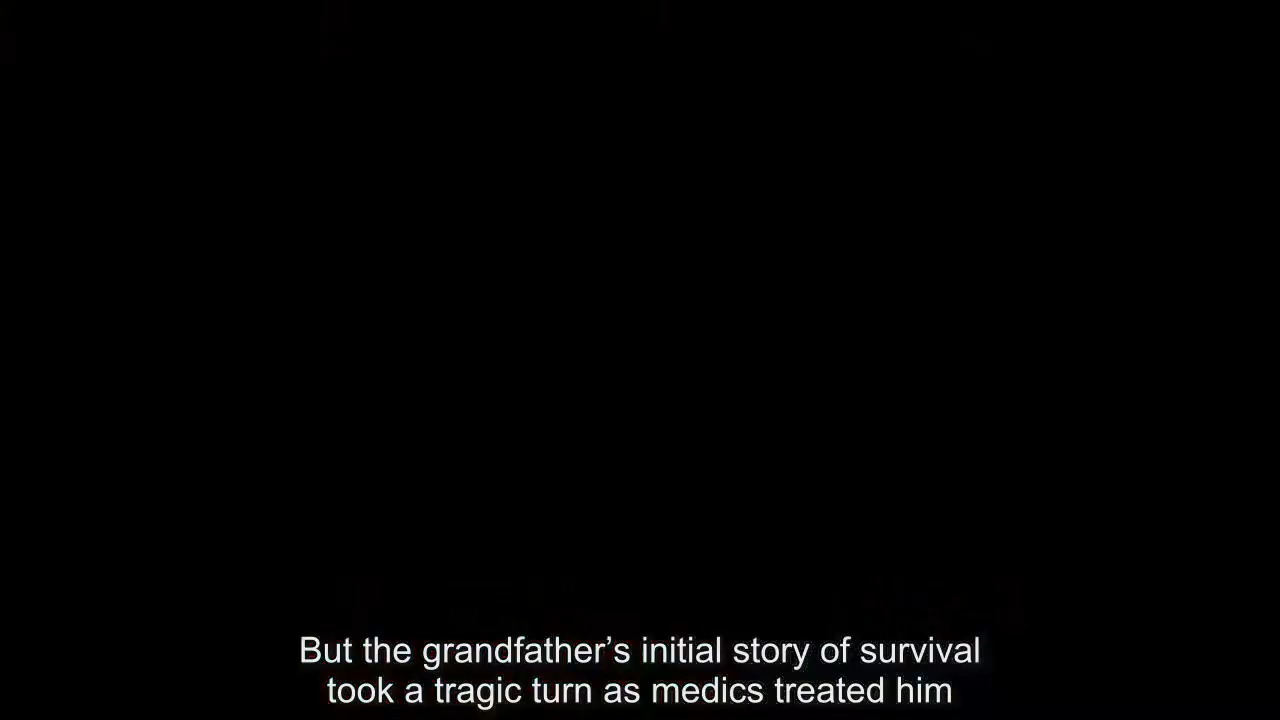 But the grandfather’s initial story of survival
took a tragic turn as medics treated him